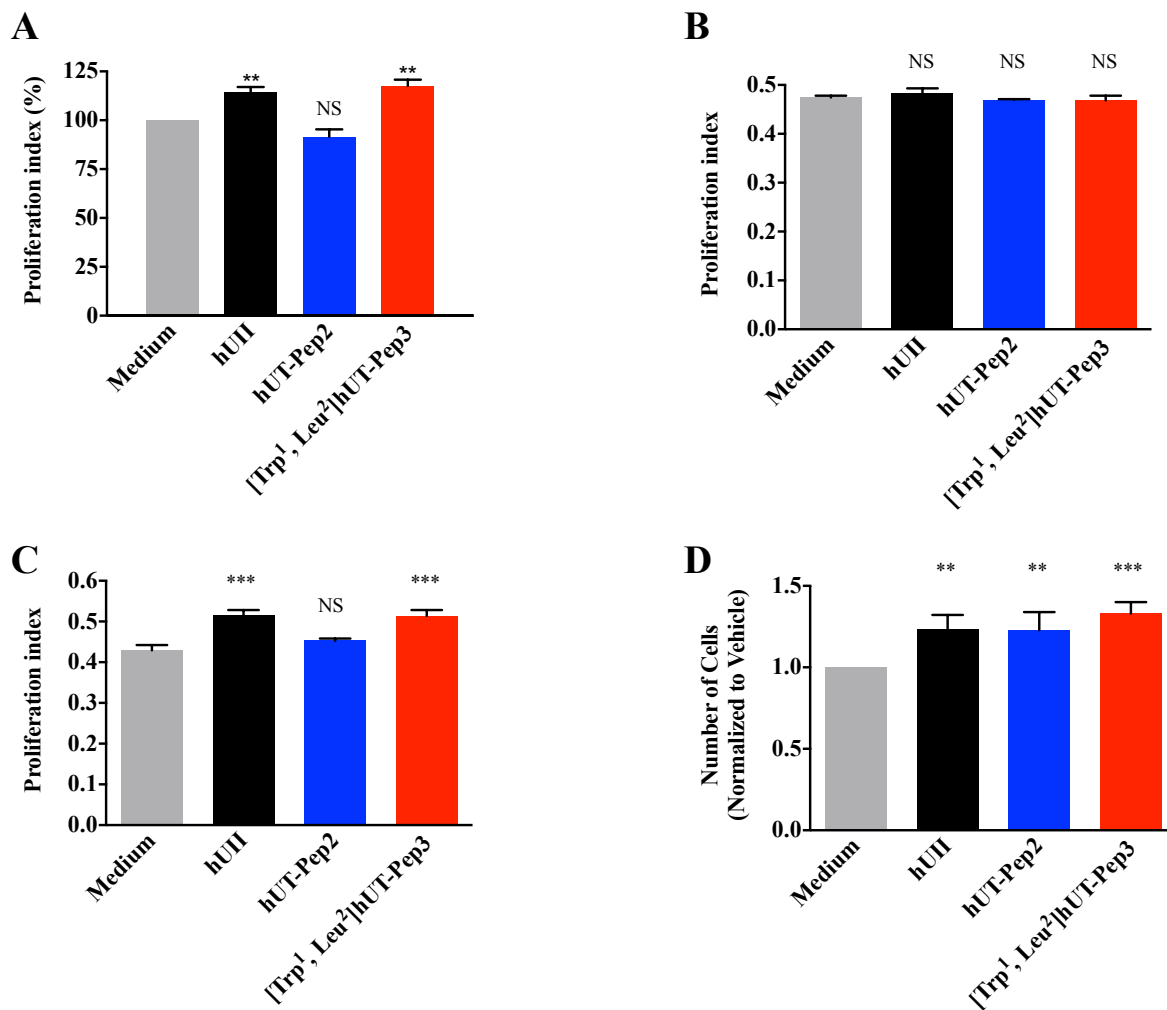 A
Proliferation index (%)
125
100
75
50
25
0
**
NS
**
Medium
hUII
hUT-Pep2
[Trp¹, Leu²]hUT-Pep3
B
Proliferation index
0.5
0.4
0.3
0.2
0.1
0.0
NS
NS
NS
Medium
hUII
hUT-Pep2
[Trp¹, Leu²]hUT-Pep3
C
Proliferation index
0.6
0.5
0.4
0.3
0.2
0.1
0.0
***
NS
***
Medium
hUII
hUT-Pep2
[Trp¹, Leu²]hUT-Pep3
D
Number of Cells
(Normalized to Vehicle)
1.5
1.0
0.5
0.0
**
**
***
Medium
hUII
hUT-Pep2
[Trp¹, Leu²]hUT-Pep3